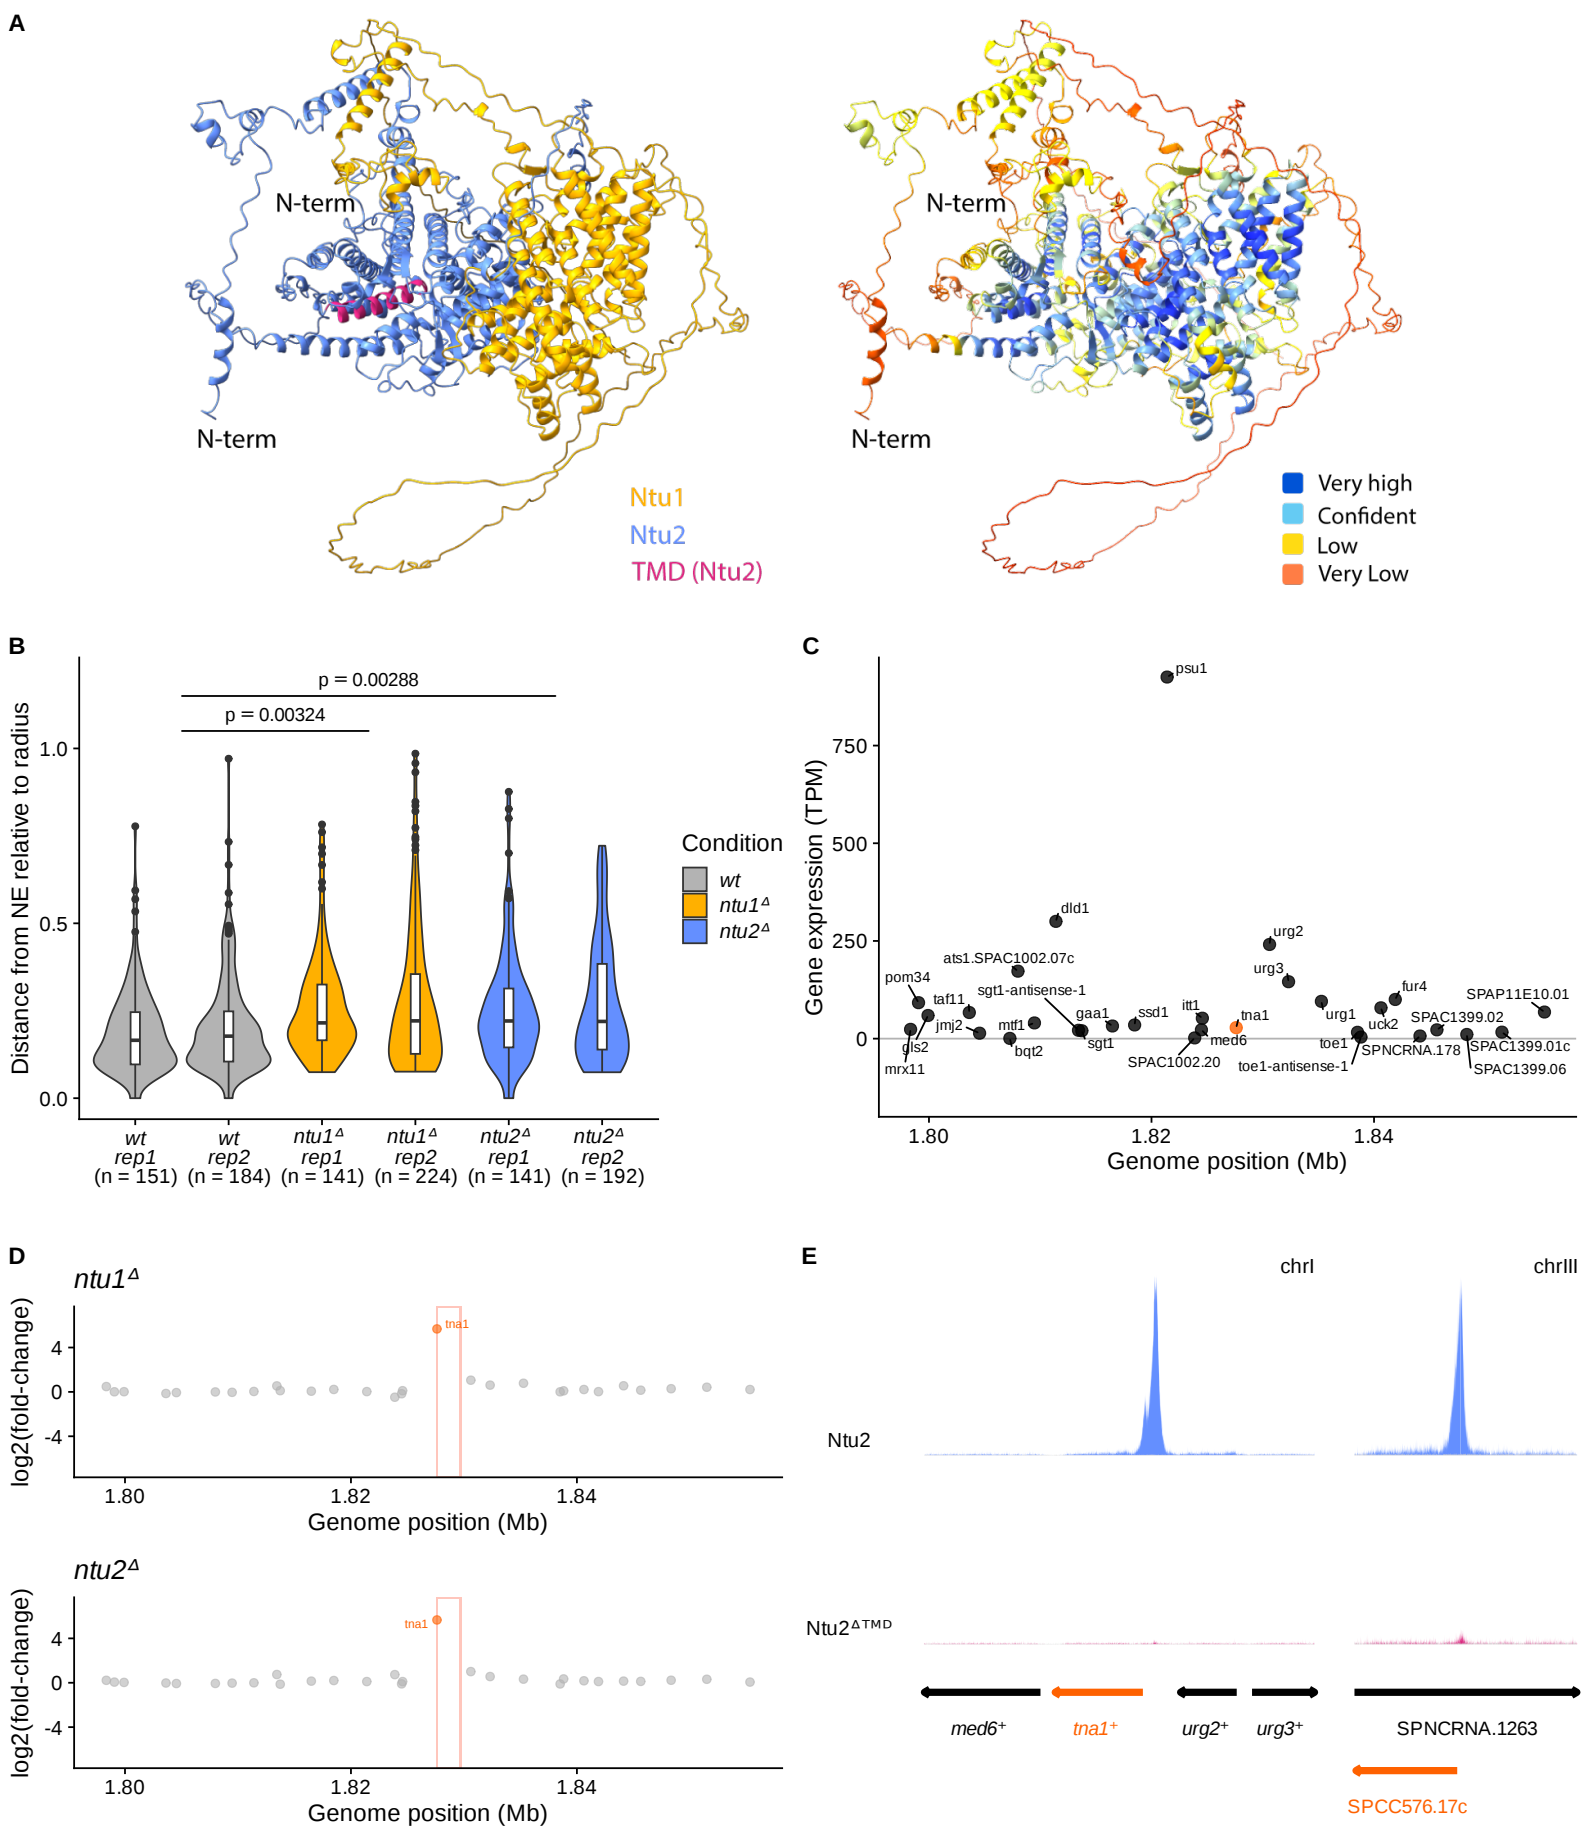 A
N-term
N-term
Ntu1
Ntu2
TMD (Ntu2)
N-term
N-term
Very high
Confident
Low
Very Low
B
Distance from NE relative to radius
1.0
0.5
0.0
p = 0.00288
p = 0.00324
wt
rep1
(n = 151)
wt
rep2
(n = 184)
ntu1Δ
rep1
(n = 141)
ntu1Δ
rep2
(n = 224)
ntu2Δ
rep1
(n = 141)
ntu2Δ
rep2
(n = 192)
Condition
wt
ntu1Δ
ntu2Δ
C
Gene expression (TPM)
750
500
250
0
psu1
dld1
urg2
ats1.SPAC1002.07c
urg3
pom34
sgt1-antisense-1
fur4
SPAP11E10.01
taf11
gaa1
ssd1
itt1
tna1
urg1
uck2
SPAC1399.02
jmj2
mtf1
gls2
bqt2
sgt1
med6
toe1
SPNCRNA.178
SPAC1399.01c
mrx11
SPAC1002.20
toe1-antisense-1
SPAC1399.06
1.80
1.82
1.84
Genome position (Mb)
D
ntu1Δ
log2(fold-change)
4
0
-4
tna1
1.80
1.82
1.84
Genome position (Mb)
ntu2Δ
log2(fold-change)
4
0
-4
tna1
1.80
1.82
1.84
Genome position (Mb)
E
chrI
chrIII
Ntu2
Ntu2ΔTMD
med6+
tna1+
urg2+
urg3+
SPNCRNA.1263
SPCC576.17c